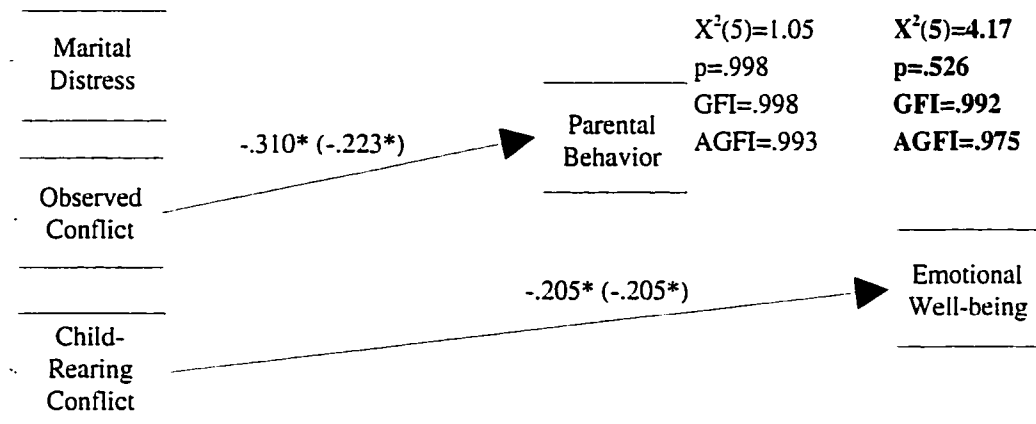 Marital
Distress
Observed
Conflict
Child-
Rearing
Conflict
-.310* (-.223*)
-.205* (-.205*)
Parental
Behavior
X²(5)=1.05
p=.998
GFI=.998
AGFI=.993
X²(5)=4.17
p=.526
GFI=.992
AGFI=.975
Emotional
Well-being